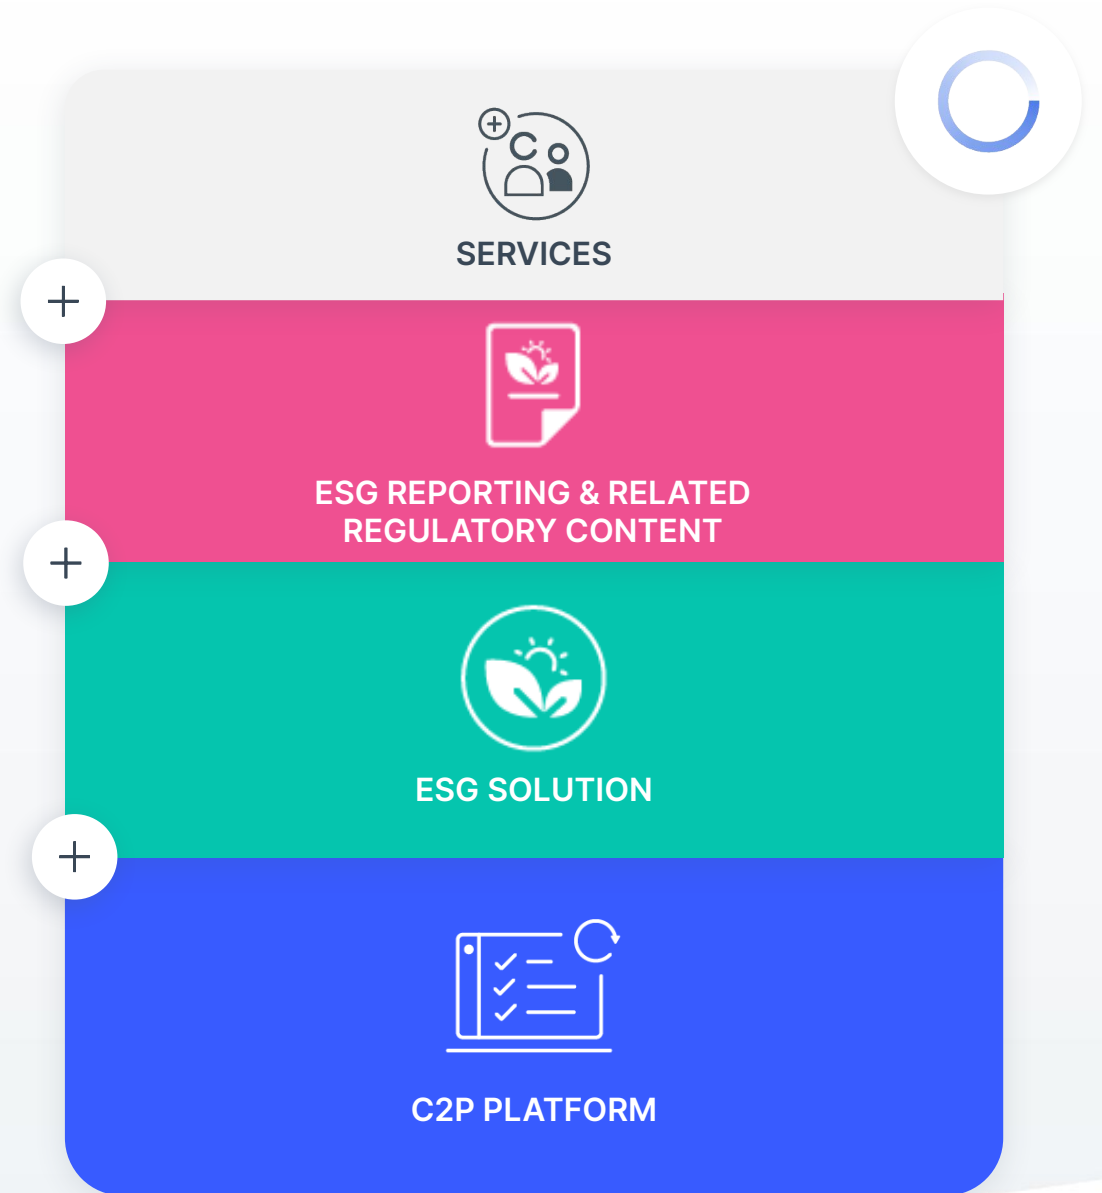 SERVICES
ESG REPORTING & RELATED
REGULATORY CONTENT
ESG SOLUTION
C2P PLATFORM